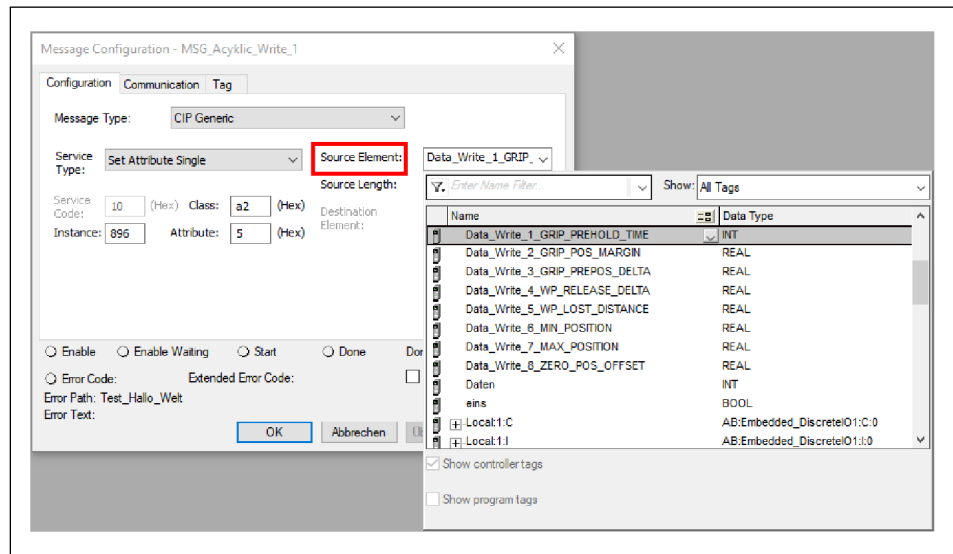 Message Configuration - MSG_Acyklic_Write_1
Configuration Communication Tag
Message Type: CIP Generic
Service Type: Set Attribute Single
Source Element: Data_Write_1_GRIP_
Source Length:
Service Code: 10 (Hex) Class: a2 (Hex)
Destination Element:
Instance: 896 Attribute: 5 (Hex)
Enter Name Filter... Show: All Tags
Name Data Type
Data_Write_1_GRIP_PREHOLD_TIME INT
Data_Write_2_GRIP_POS_MARGIN REAL
Data_Write_3_GRIP_PREPOS_DELTA REAL
Data_Write_4_WP_RELEASE_DELTA REAL
Data_Write_5_WP_LOST_DISTANCE REAL
Data_Write_6_MIN_POSITION REAL
Data_Write_7_MAX_POSITION REAL
Data_Write_8_ZERO_POS_OFFSET REAL
Daten INT
eins BOOL
Local:1:C AB:Embedded_DiscreteIO1:C:0
Local:1:I AB:Embedded_DiscreteIO1:I:0
Show controller tags
Show program tags
Enable Enable Waiting Start Done
Error Code: Extended Error Code:
Error Path: Test_Hallo_Welt
Error Text:
OK Abbrechen